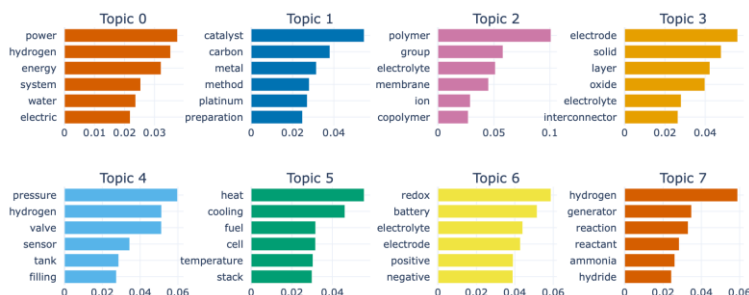 Topic 0
power
hydrogen
energy
system
water
electric
0 0.01 0.02 0.03
Topic 1
catalyst
carbon
metal
method
platinum
preparation
0 0.02 0.04
Topic 2
polymer
group
electrolyte
membrane
ion
copolymer
0 0.05 0.1
Topic 3
electrode
solid
layer
oxide
electrolyte
interconnector
0 0.02 0.04
Topic 4
pressure
hydrogen
valve
sensor
tank
filling
0 0.02 0.04 0.06
Topic 5
heat
cooling
fuel
cell
temperature
stack
0 0.02 0.04
Topic 6
redox
battery
electrolyte
electrode
positive
negative
0 0.02 0.04 0.06
Topic 7
hydrogen
generator
reaction
reactant
ammonia
hydride
0 0.02 0.04 0.06